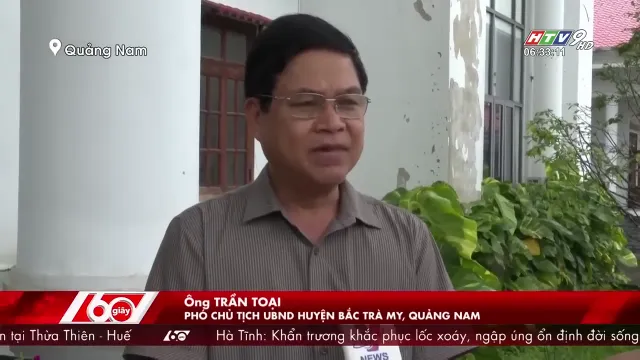 Quảng Nam
HTV9 HD
06:33:11
60 giây
Ông TRẦN TOẠI
PHÓ CHỦ TỊCH UBND HUYỆN BẮC TRÀ MY, QUẢNG NAM
n tại Thừa Thiên - Huế
Hà Tĩnh: Khẩn trương khắc phục lốc xoáy, ngập úng ổn định đời sống
NEWS